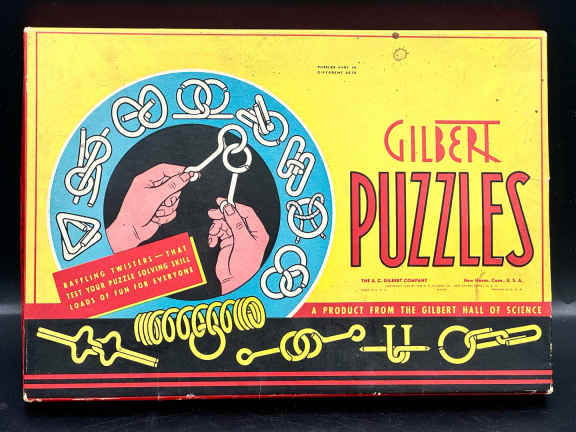 PUZZLES VARY IN
DIFFERENT SETS
GILBERT
PUZZLES
BAFFLING TWISTERS—THAT
TEST YOUR PUZZLE SOLVING SKILL
LOADS OF FUN FOR EVERYONE
THE A. C. GILBERT COMPANY New Haven, Conn., U. S. A.
A PRODUCT FROM THE GILBERT HALL OF SCIENCE